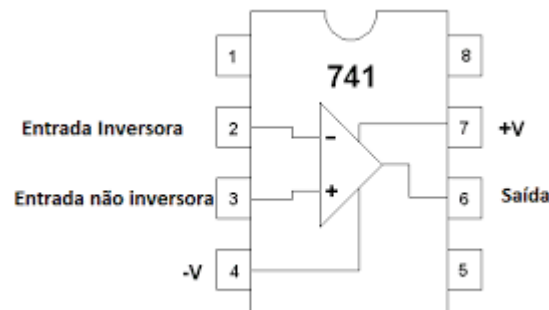 741
1
8
Entrada Inversora 2
7 +V
−
+
Entrada não inversora 3
6 Saída
-V 4
5